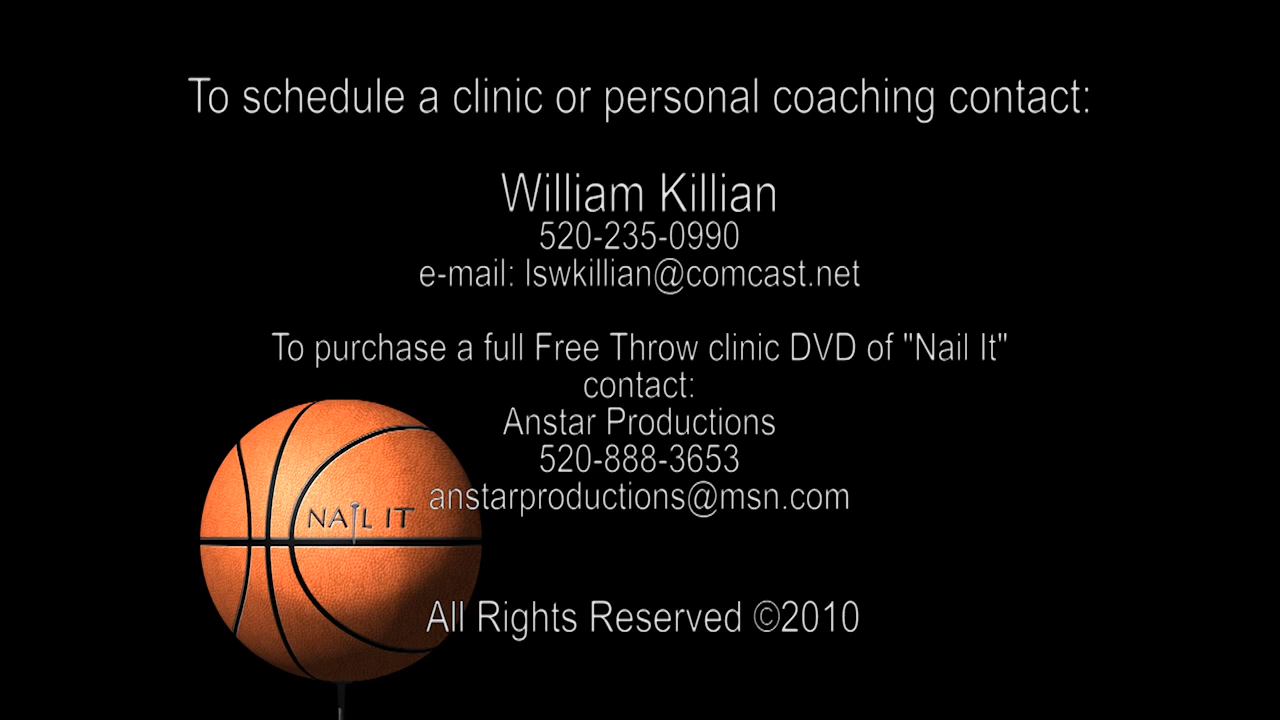 To schedule a clinic or personal coaching contact:
William Killian
520-235-0990
e-mail: lswkillian@comcast.net
To purchase a full Free Throw clinic DVD of "Nail It"
contact:
Anstar Productions
520-888-3653
anstarproductions@msn.com
NAIL IT
All Rights Reserved ©2010